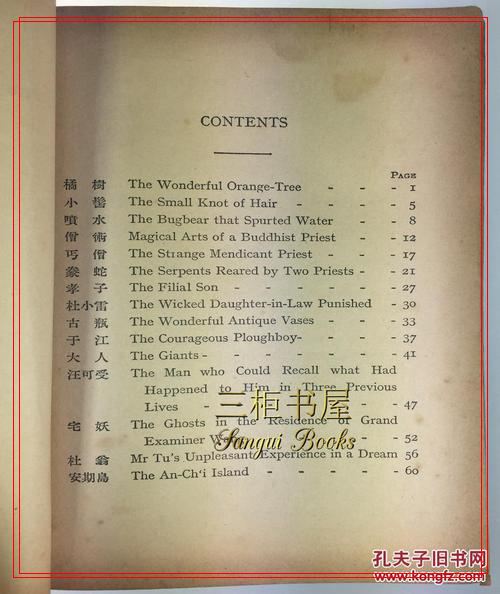 CONTENTS
PAGE
橘樹 The Wonderful Orange-Tree - - - 1
小髻 The Small Knot of Hair - - - - 5
噴水 The Bugbear that Spurted Water - - 8
僧術 Magical Arts of a Buddhist Priest - - 12
丐僧 The Strange Mendicant Priest - - - 17
豢蛇 The Serpents Reared by Two Priests - - - 21
孝子 The Filial Son - - - - - 27
杜小雷 The Wicked Daughter-in-Law Punished - 30
古瓶 The Wonderful Antique Vases - - - 33
于江 The Courageous Ploughboy- - - - 37
大人 The Giants - - - - - - 41
汪可受 The Man who Could Recall what Had
Happened to Him in Three Previous
Lives - - 47
宅妖 The Ghosts in the Residence of Grand
Examiner - 52
杜翁 Mr Tu's Unpleasant Experience in a Dream 56
安期島 The An-Ch'i Island - - - - 60
三柜书屋
Sangui Books
孔夫子旧书网
www.kongfz.com